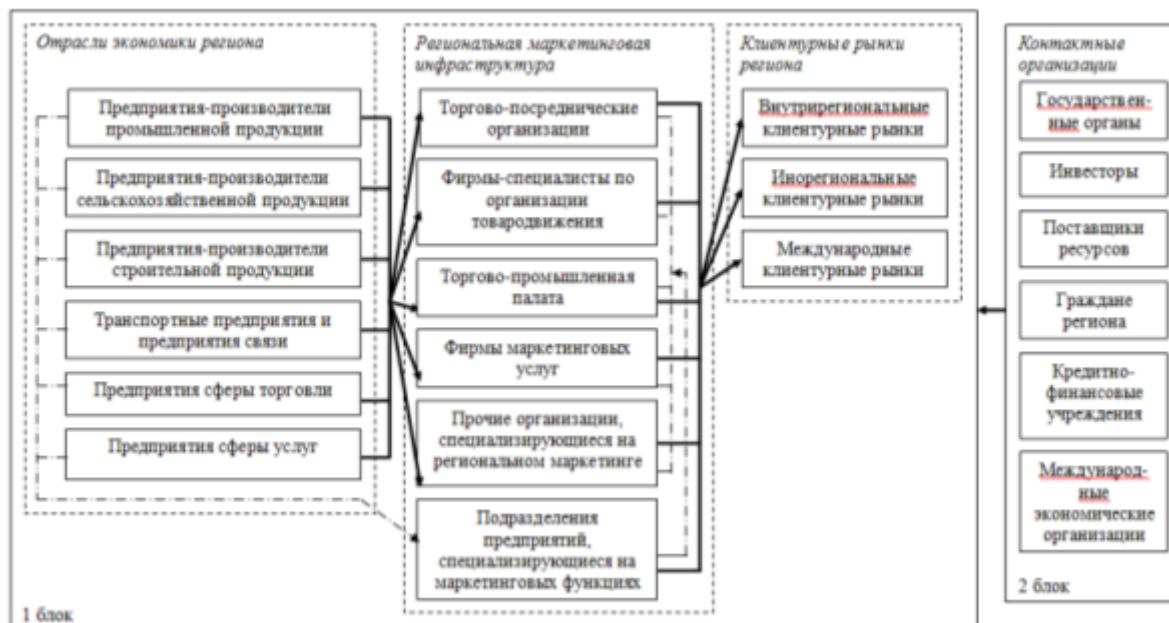 Отрасли экономики региона
Предприятия-производители
промышленной продукции
Предприятия-производители
сельскохозяйственной продукции
Предприятия-производители
строительной продукции
Транспортные предприятия и
предприятия связи
Предприятия сферы торговли
Предприятия сферы услуг
Региональная маркетинговая
инфраструктура
Торгово-посреднические
организации
Фирмы-специалисты по
организации
товародвижения
Торгово-промышленная
палата
Фирмы маркетинговых
услуг
Прочие организации,
специализирующиеся на
региональном маркетинге
Подразделения
предприятий,
специализирующиеся на
маркетинговых функциях
Клиентурные рынки
региона
Внутрирегиональные
клиентурные рынки
Инорегиональные
клиентурные рынки
Международные
клиентурные рынки
1 блок
Контактные
организации
Государствен-
ные органы
Инвесторы
Поставщики
ресурсов
Граждане
региона
Кредитно-
финансовые
учреждения
Международ-
ные
экономические
организации
2 блок